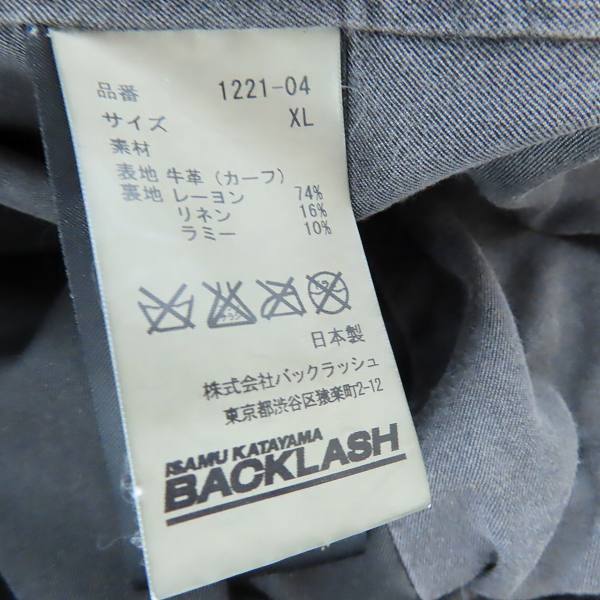 品番 1221-04
サイズ XL
素材
表地 牛革（カーフ）
裏地 レーヨン 74%
リネン 16%
ラミー 10%
日本製
株式会社バックラッシュ
東京都渋谷区猿楽町2-12
ISAMU KATAYAMA
BACKLASH